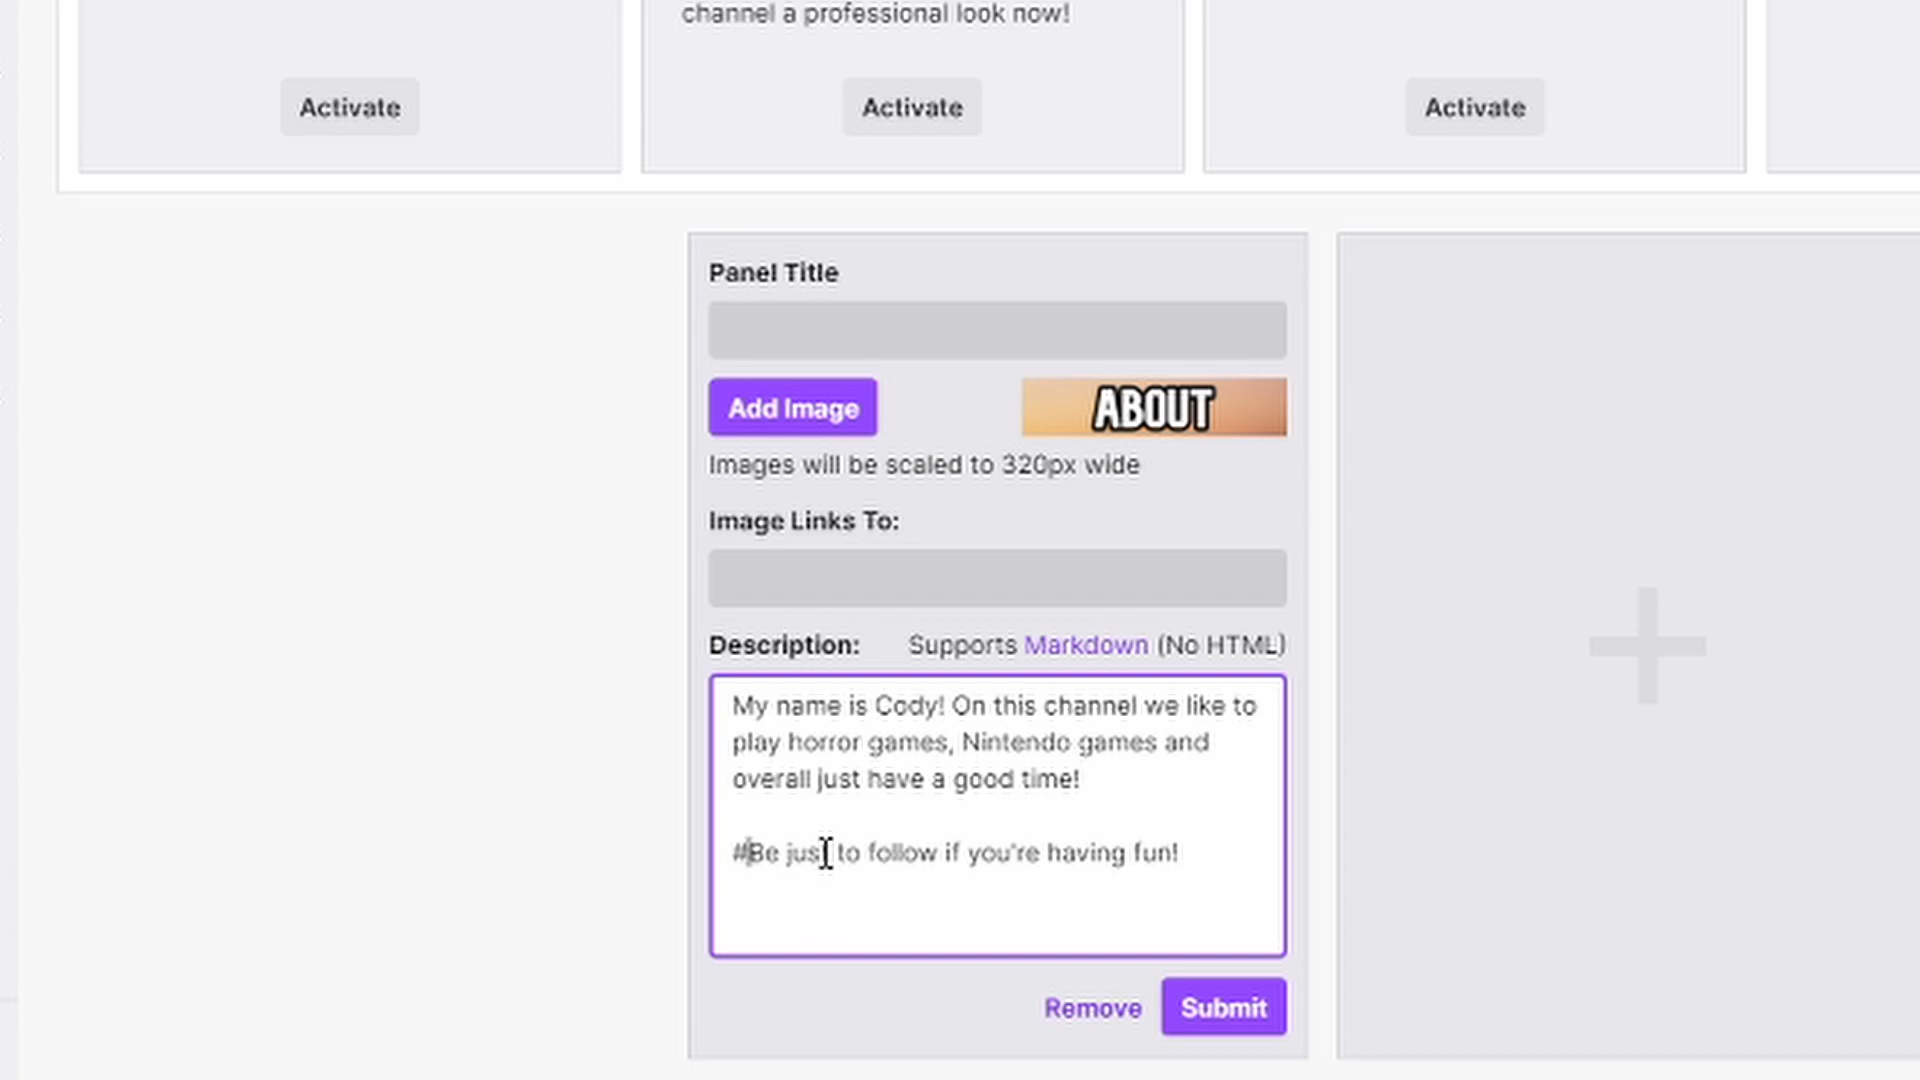 channel a professional look now!
Activate
Activate
Activate
Panel Title
Add Image
ABOUT
Images will be scaled to 320px wide
Image Links To:
Description:
Supports Markdown (No HTML)
My name is Cody! On this channel we like to
play horror games, Nintendo games and
overall just have a good time!
#Be just to follow if you're having fun!
Remove
Submit